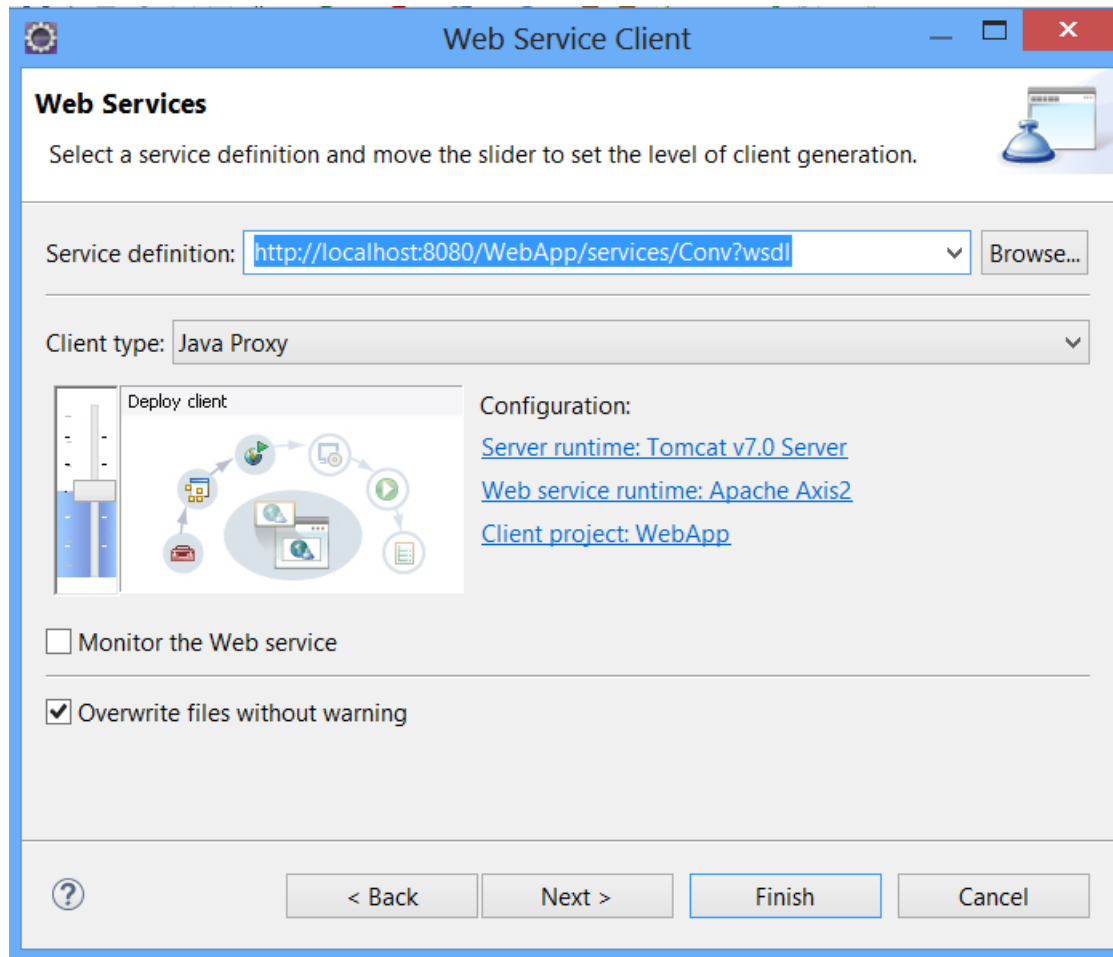 Web Service Client
Web Services
Select a service definition and move the slider to set the level of client generation.
Service definition: http://localhost:8080/WebApp/services/Conv?wsdl Browse...
Client type: Java Proxy
Deploy client
Configuration:
Server runtime: Tomcat v7.0 Server
Web service runtime: Apache Axis2
Client project: WebApp
Monitor the Web service
Overwrite files without warning
? < Back Next > Finish Cancel